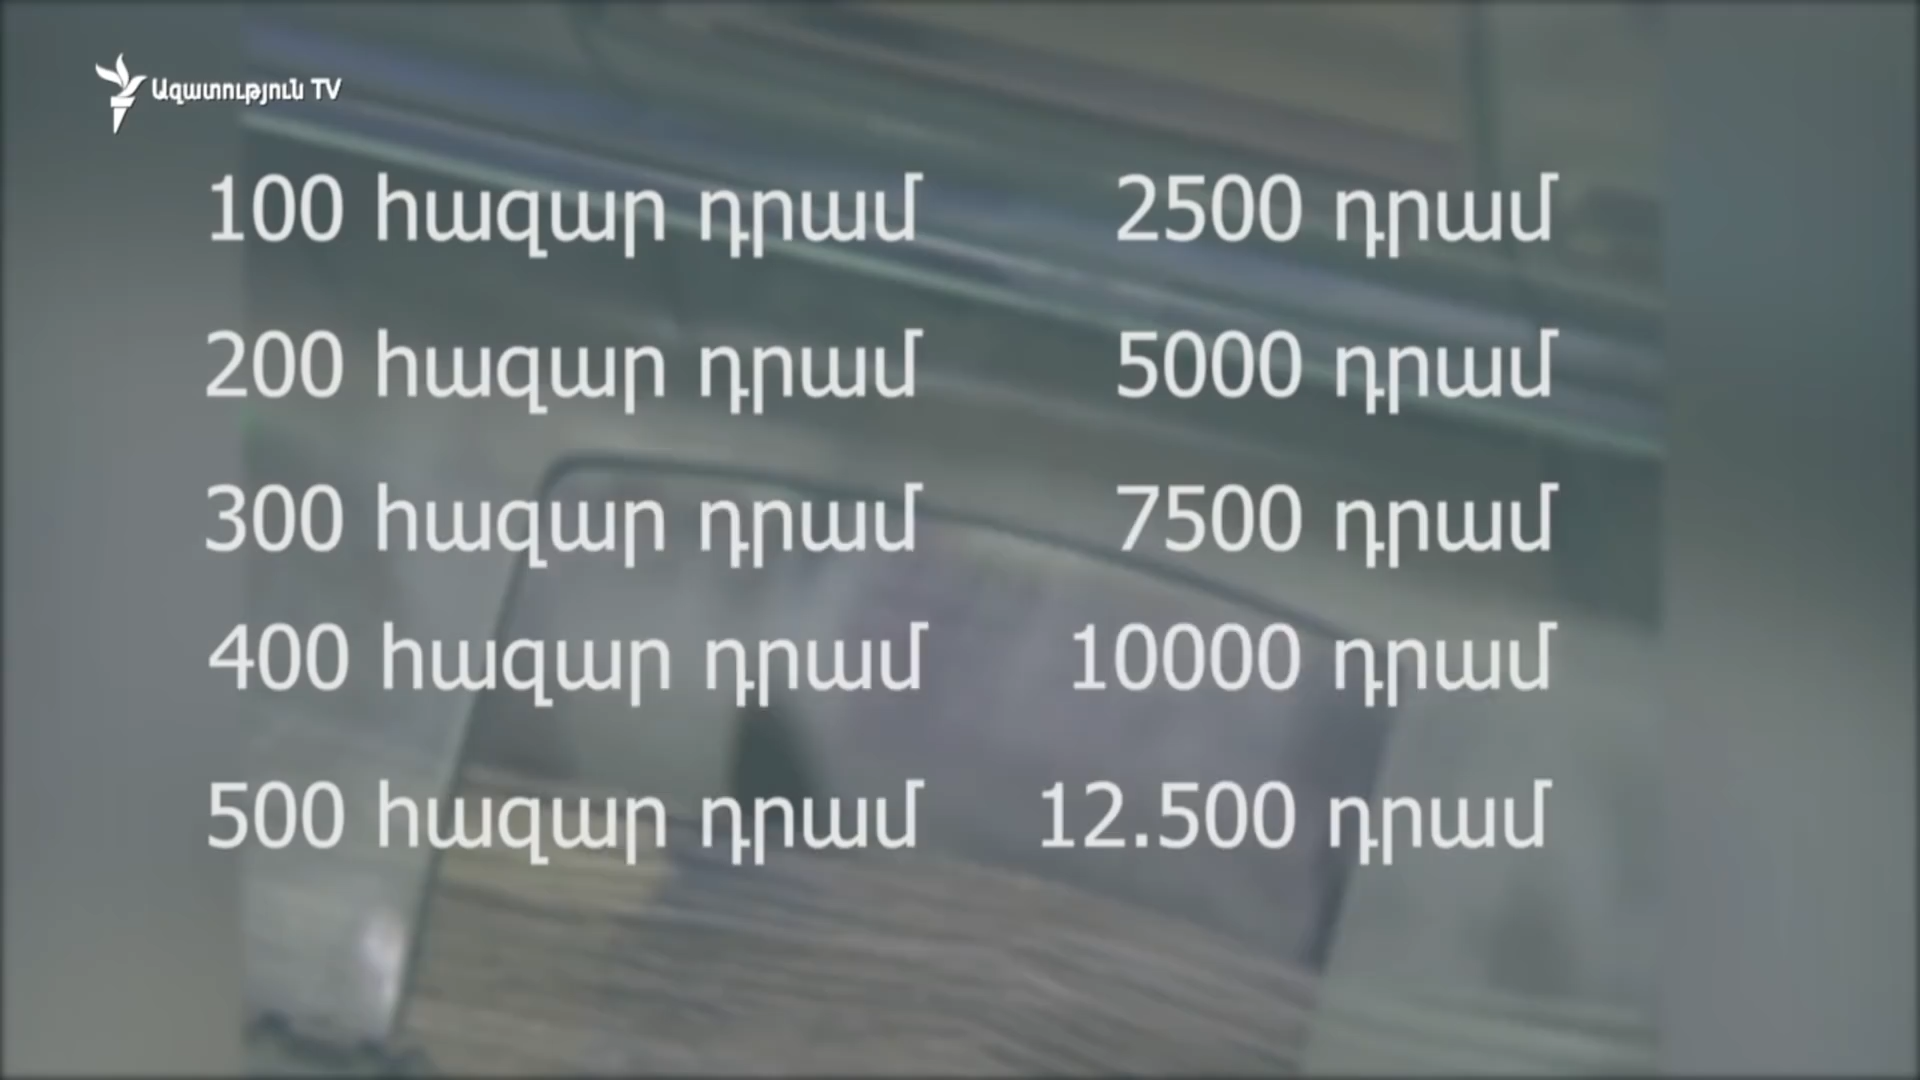 Ազատություն TV
100 հազար դրամ 2500 դրամ
200 հազար դրամ 5000 դրամ
300 հազար դրամ 7500 դրամ
400 հազար դրամ 10000 դրամ
500 հազար դրամ 12.500 դրամ